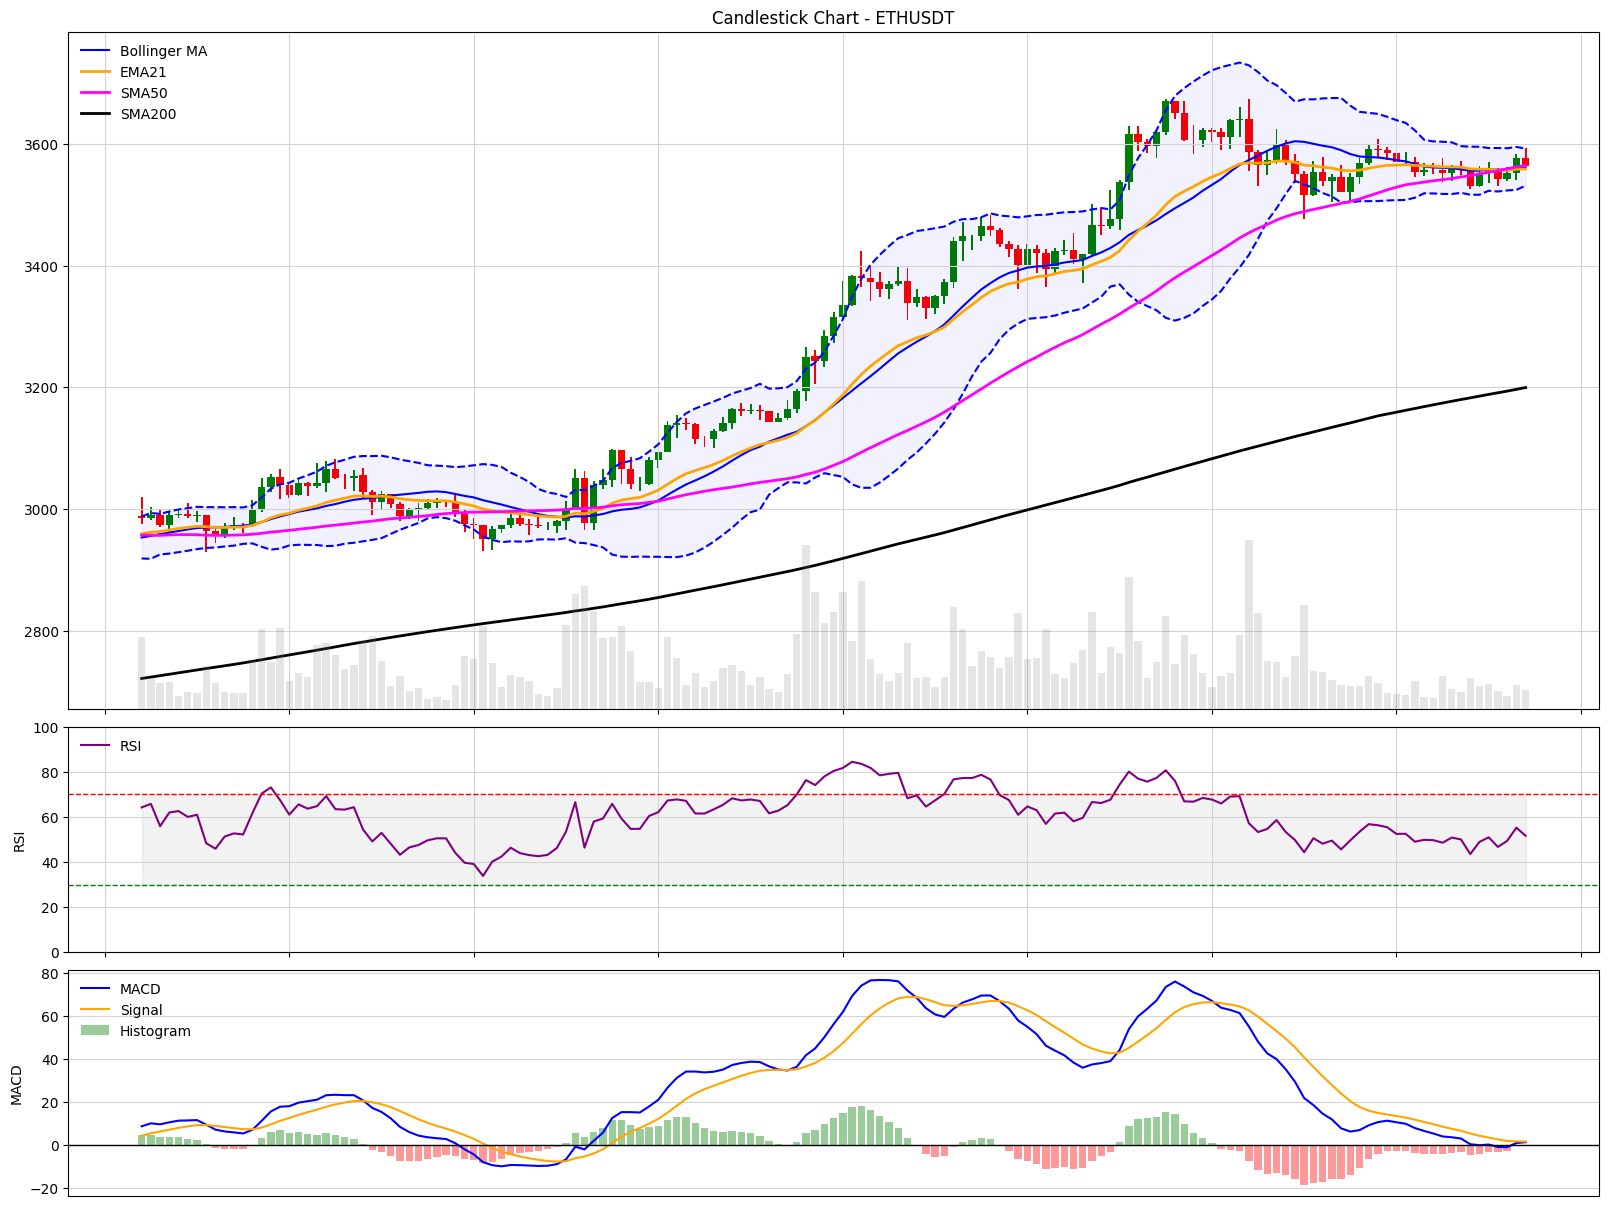 Candlestick Chart - ETHUSDT
Bollinger MA
EMA21
SMA50
SMA200
3600
3400
3200
3000
2800
RSI
100
80
60
40
20
0
RSI
MACD
Signal
Histogram
80
60
40
20
0
−20
MACD